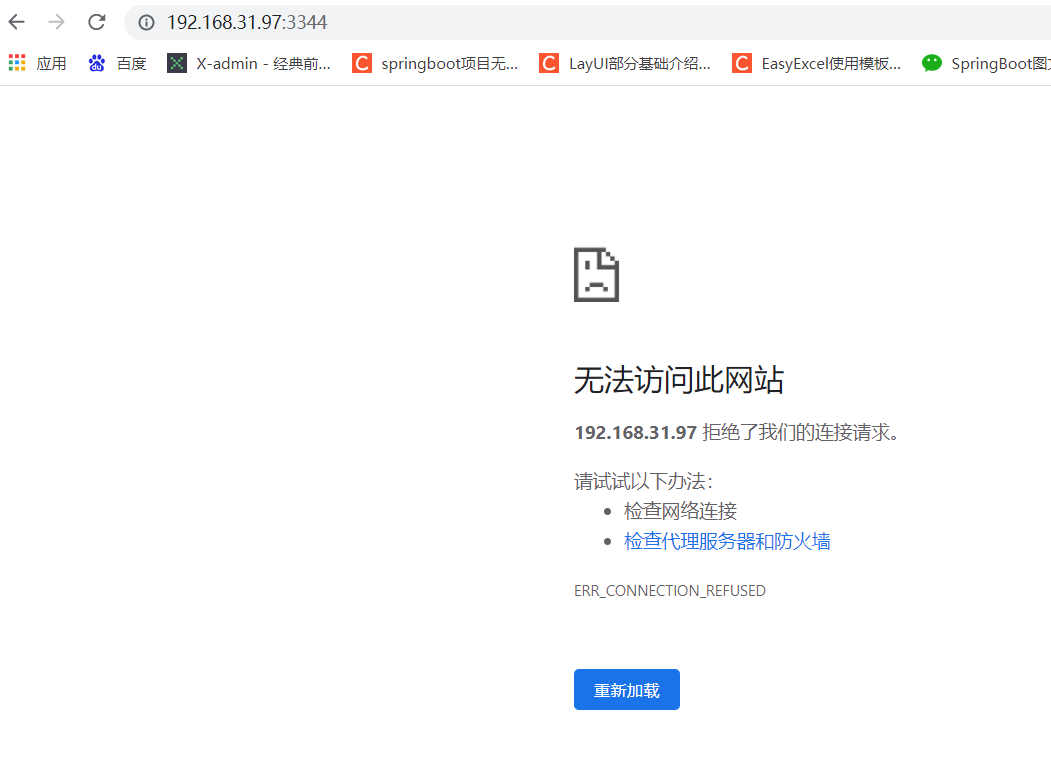 192.168.31.97:3344
应用 百度 X-admin - 经典前... springboot项目无... LayUI部分基础介绍... EasyExcel使用模板... SpringBoot图文
无法访问此网站
192.168.31.97 拒绝了我们的连接请求。
请试试以下办法：
检查网络连接
检查代理服务器和防火墙
ERR_CONNECTION_REFUSED
重新加载